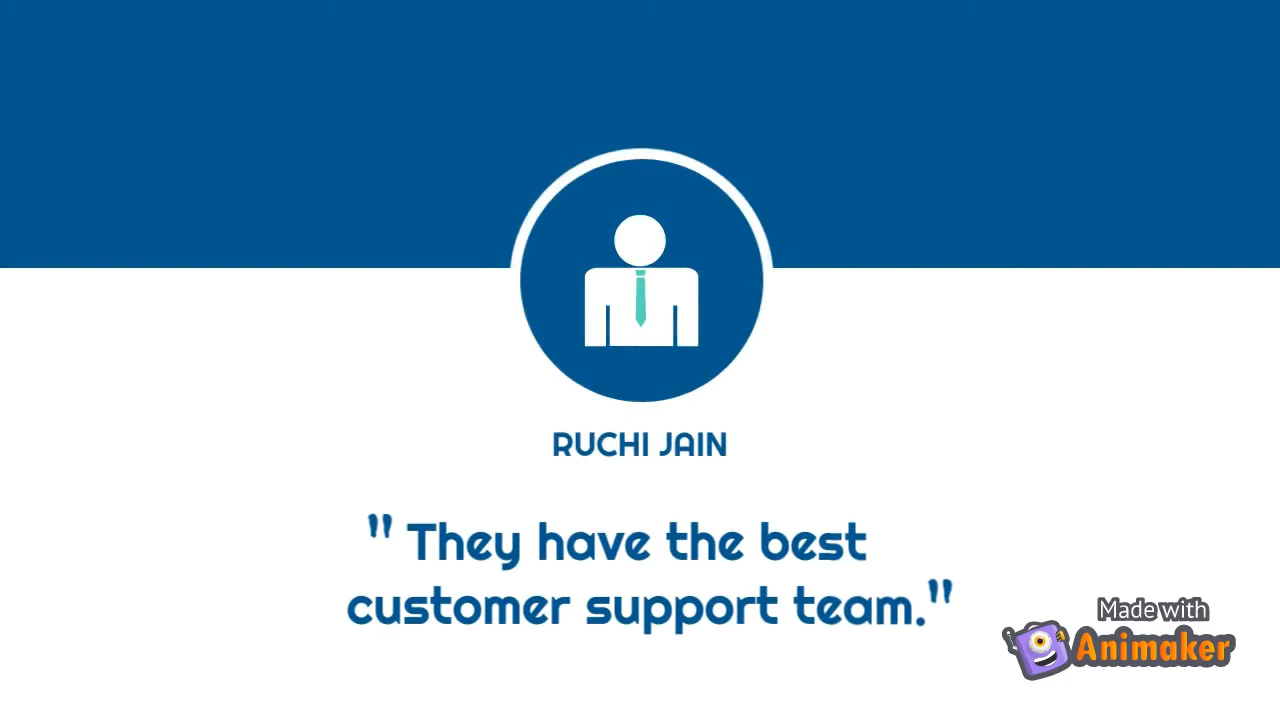 RUCHI JAIN
" They have the best
customer support team."
Made with
Animaker